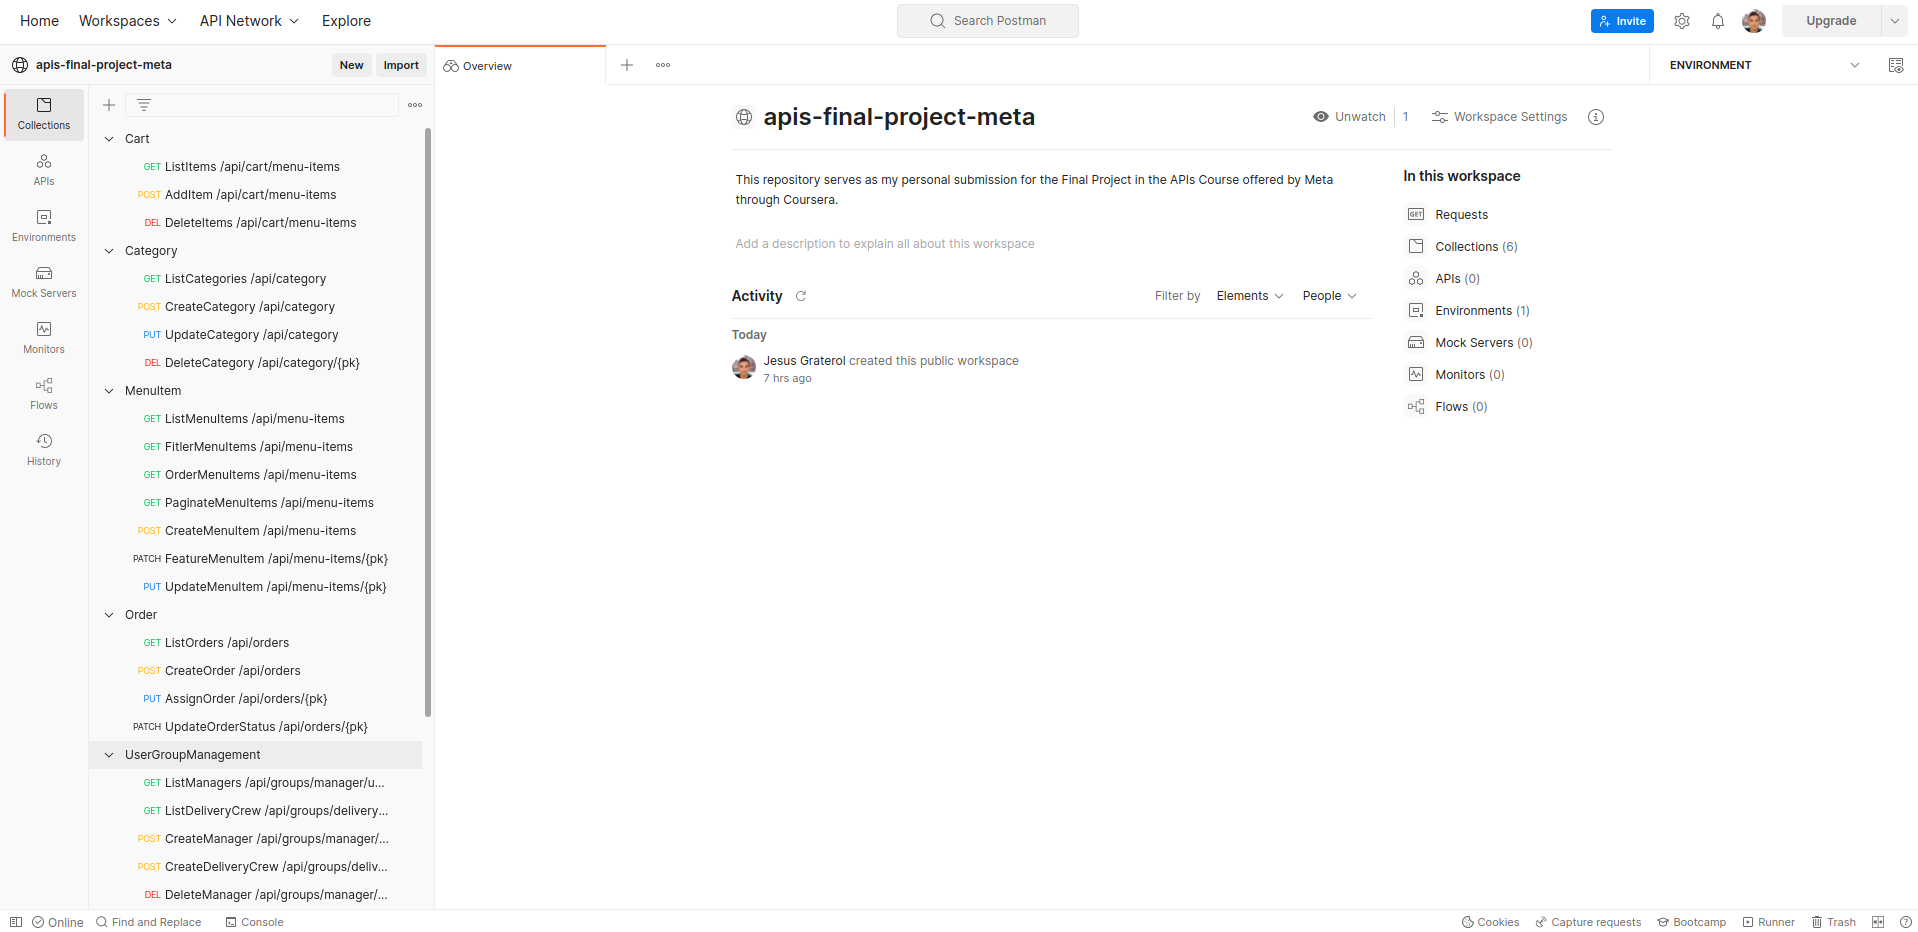 Home Workspaces API Network Explore Search Postman Invite Upgrade
apis-final-project-meta New Import Overview ENVIRONMENT
Collections
APIs
Environments
Mock Servers
Monitors
Flows
History
Cart
GET ListItems /api/cart/menu-items
POST AddItem /api/cart/menu-items
DEL DeleteItems /api/cart/menu-items
Category
GET ListCategories /api/category
POST CreateCategory /api/category
PUT UpdateCategory /api/category
DEL DeleteCategory /api/category/{pk}
MenuItem
GET ListMenuItems /api/menu-items
GET FitlerMenuItems /api/menu-items
GET OrderMenuItems /api/menu-items
GET PaginateMenuItems /api/menu-items
POST CreateMenuItem /api/menu-items
PATCH FeatureMenuItem /api/menu-items/{pk}
PUT UpdateMenuItem /api/menu-items/{pk}
Order
GET ListOrders /api/orders
POST CreateOrder /api/orders
PUT AssignOrder /api/orders/{pk}
PATCH UpdateOrderStatus /api/orders/{pk}
UserGroupManagement
GET ListManagers /api/groups/manager/u...
GET ListDeliveryCrew /api/groups/delivery...
POST CreateManager /api/groups/manager/...
POST CreateDeliveryCrew /api/groups/deliv...
DEL DeleteManager /api/groups/manager/...
apis-final-project-meta
Unwatch 1 Workspace Settings
This repository serves as my personal submission for the Final Project in the APIs Course offered by Meta
through Coursera.
Add a description to explain all about this workspace
Activity Filter by Elements People
Today
Jesus Graterol created this public workspace
7 hrs ago
In this workspace
GET Requests
Collections (6)
APIs (0)
Environments (1)
Mock Servers (0)
Monitors (0)
Flows (0)
Online Find and Replace Console Cookies Capture requests Bootcamp Runner Trash